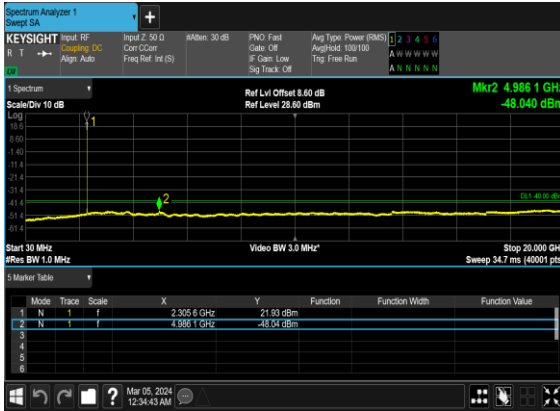 Spectrum Analyzer 1
Swept SA
+
KEYSIGHT Input: RF Input Z: 50 Ω #Atten: 30 dB PNO: Fast Avg Type: Power (RMS) 1 2 3 4 5 6
R T Coupling: DC Corr CCorr Gate: Off Avg|Hold: 100/100 A W W W W W
Align: Auto Freq Ref: Int (S) IF Gain: Low Trig: Free Run
Sig Track: Off A N N N N N
1 Spectrum Ref Lvl Offset 8.60 dB Mkr2 4.986 1 GHz
Scale/Div 10 dB Ref Level 28.60 dBm -48.040 dBm
Log
18.6
8.60
-1.40
-11.4
-21.4
-31.4
-41.4
-51.4
-61.4
1
2
DL1 -40.00 dBm
Start 30 MHz Video BW 3.0 MHz* Stop 20.000 GH
#Res BW 1.0 MHz Sweep 34.7 ms (40001 pts
5 Marker Table
Mode Trace Scale X Y Function Function Width Function Value
1 N 1 f 2.305 6 GHz 21.93 dBm
2 N 1 f 4.986 1 GHz -48.04 dBm
3
4
5
6
? Mar 05, 2024
12:34:43 AM